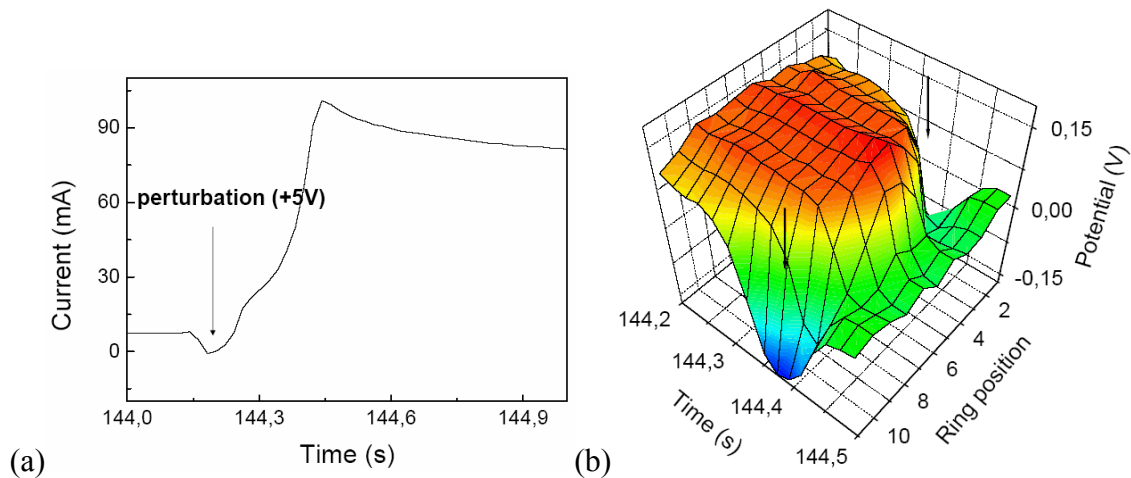 90
60
30
0
Current (mA)
perturbation (+5V)
144,0
144,3
144,6
144,9
Time (s)
(a)
0,15
0,00
-0,15
Potential (V)
2
4
6
8
10
Ring position
144,2
144,3
144,4
144,5
Time (s)
(b)